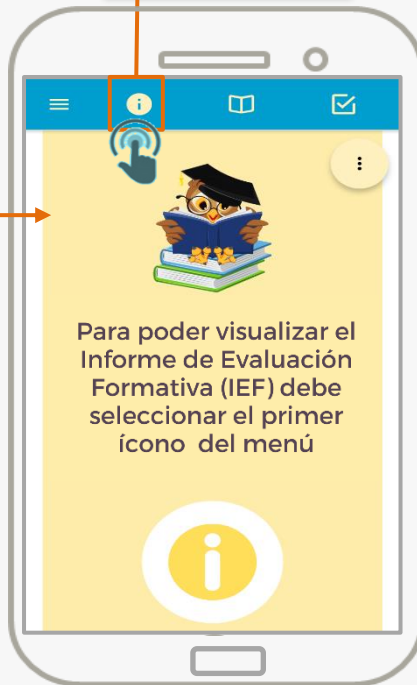 Para poder visualizar el
Informe de Evaluación
Formativa (IEF) debe
seleccionar el primer
ícono del menú